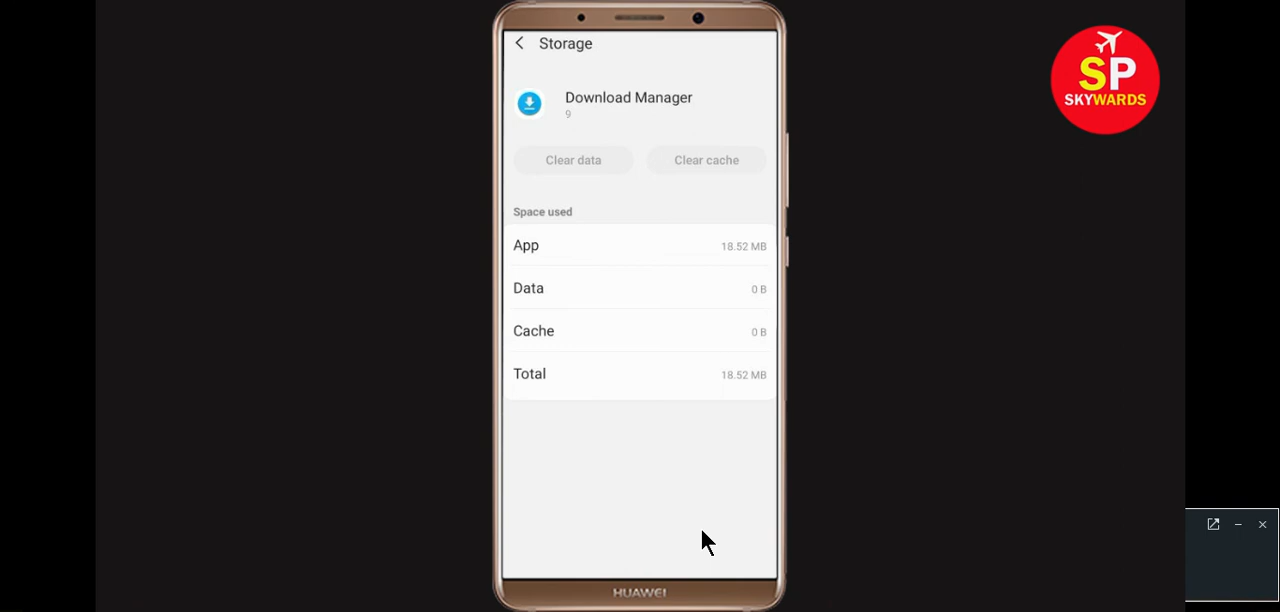 Storage
Download Manager
9
Clear data
Clear cache
Space used
App 18.52 MB
Data 0 B
Cache 0 B
Total 18.52 MB
HUAWEI
SP
SKYWARDS